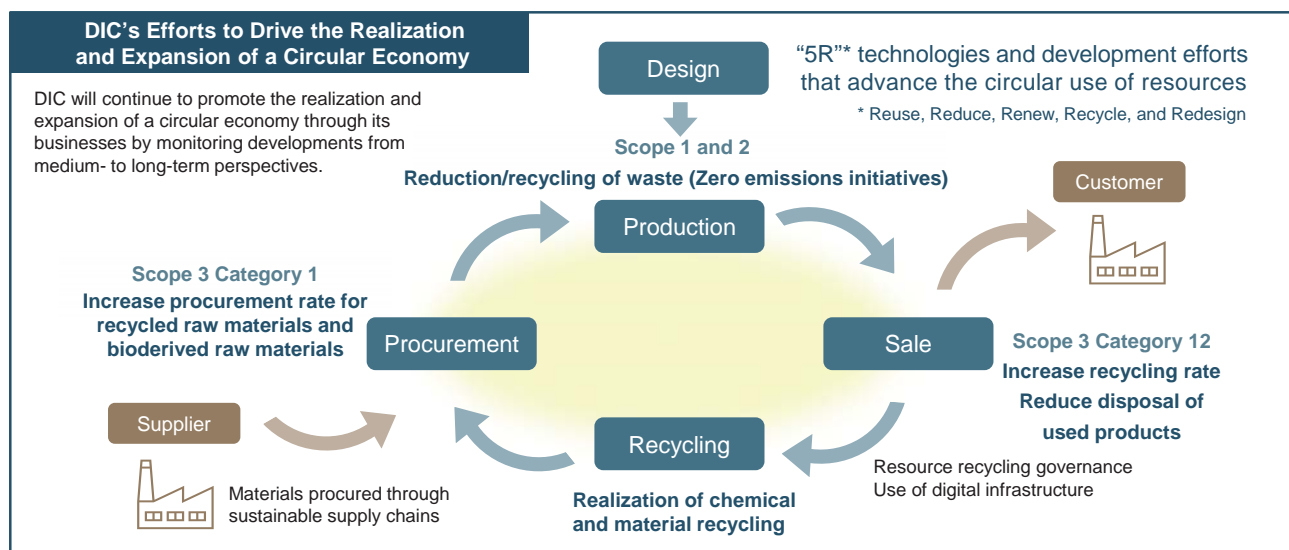 DIC’s Efforts to Drive the Realization
and Expansion of a Circular Economy
DIC will continue to promote the realization and
expansion of a circular economy through its
businesses by monitoring developments from
medium- to long-term perspectives.
Design
“5R”* technologies and development efforts
that advance the circular use of resources
* Reuse, Reduce, Renew, Recycle, and Redesign
Scope 1 and 2
Reduction/recycling of waste (Zero emissions initiatives)
Production
Customer
Scope 3 Category 1
Increase procurement rate for
recycled raw materials and
bioderived raw materials
Procurement
Sale
Scope 3 Category 12
Increase recycling rate
Reduce disposal of
used products
Supplier
Materials procured through
sustainable supply chains
Recycling
Realization of chemical
and material recycling
Resource recycling governance
Use of digital infrastructure